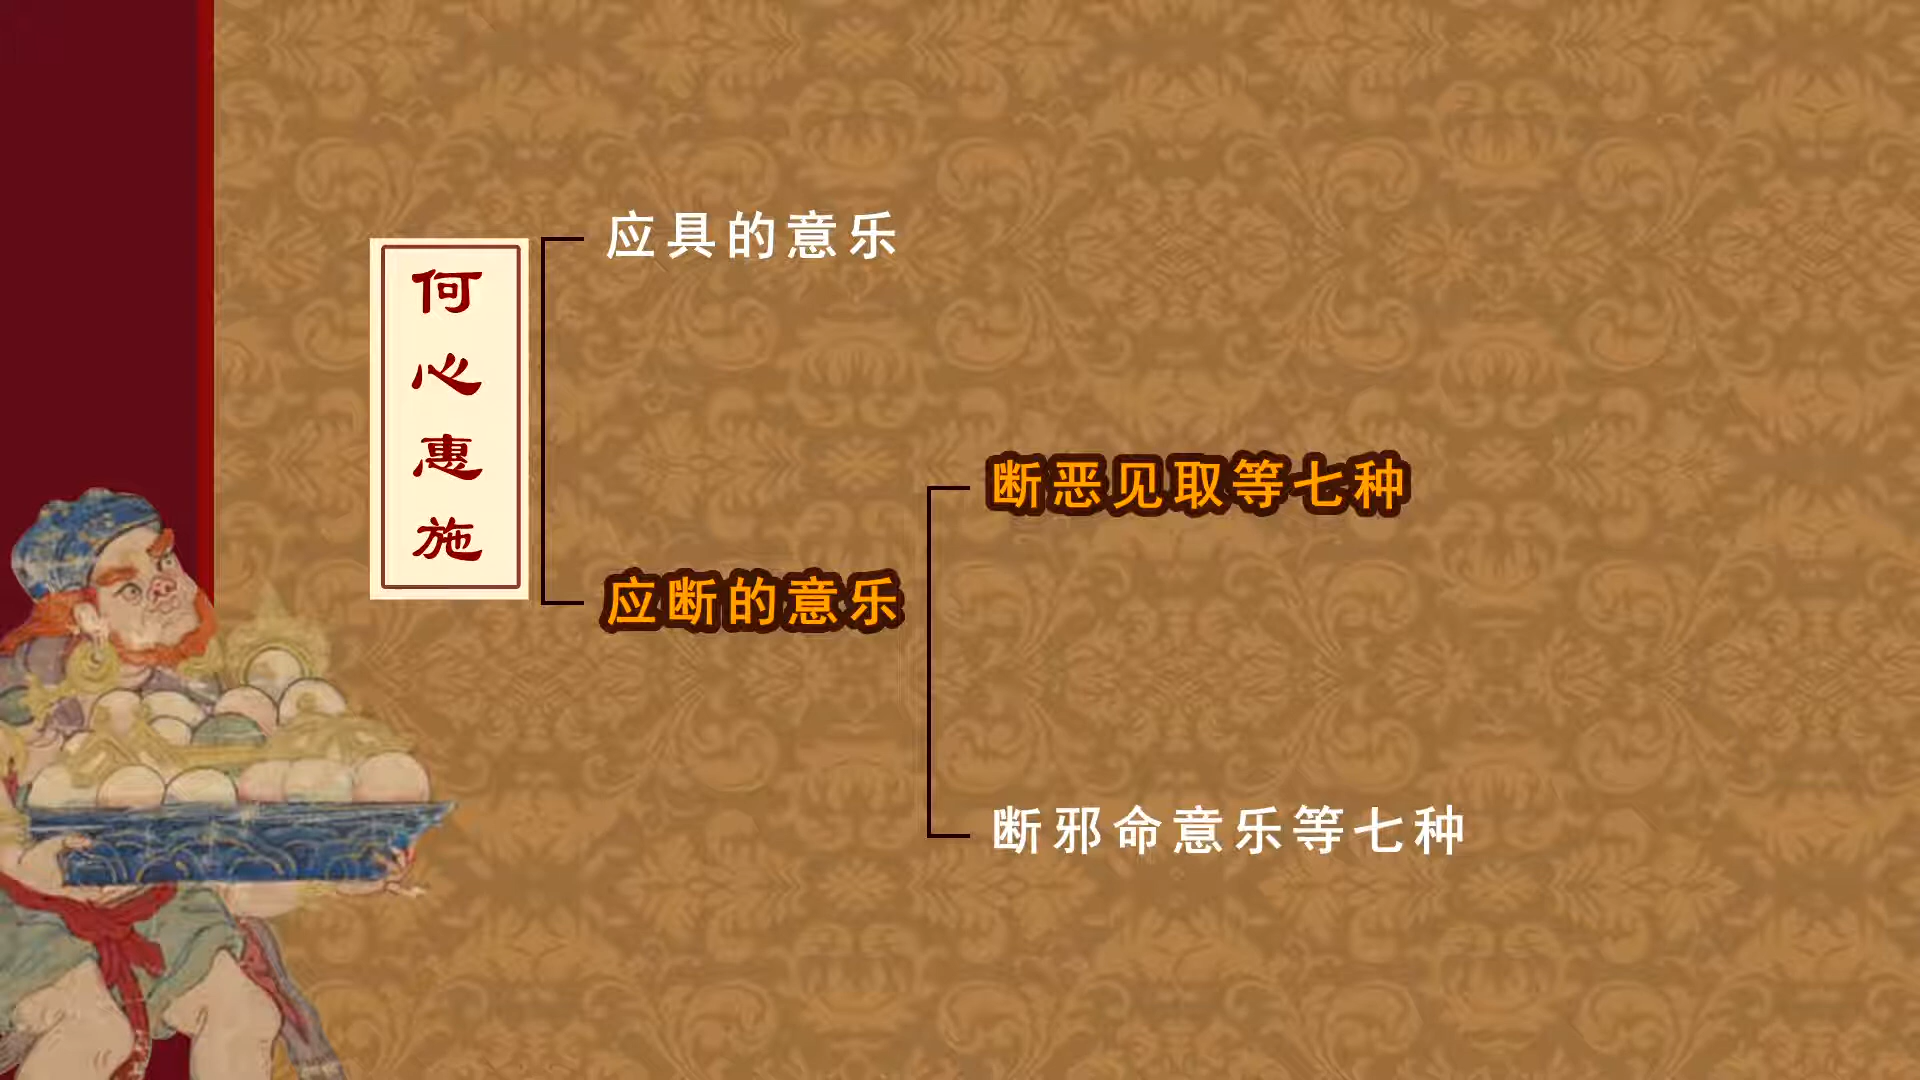 何心惠施
应具的意乐
应断的意乐
断恶见取等七种
断邪命意乐等七种